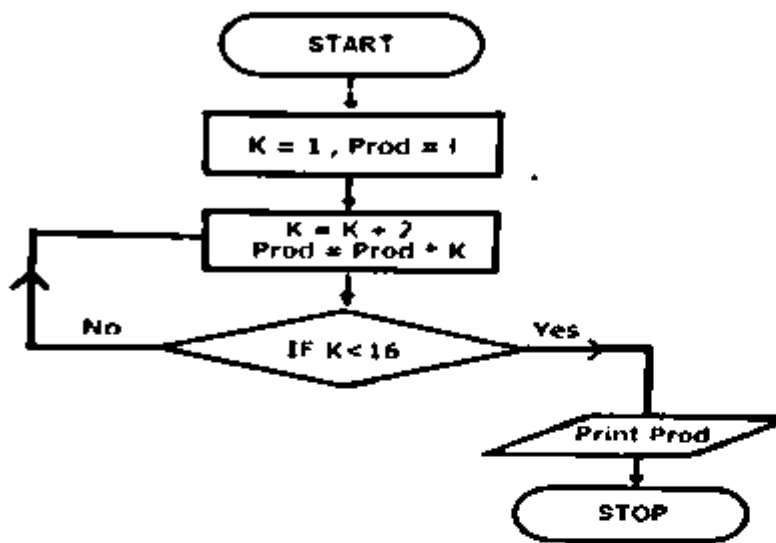 START
K = 1 , Prod = 1
K = K + 2
Prod = Prod * K
No
IF K<16
Yes
Print Prod
STOP